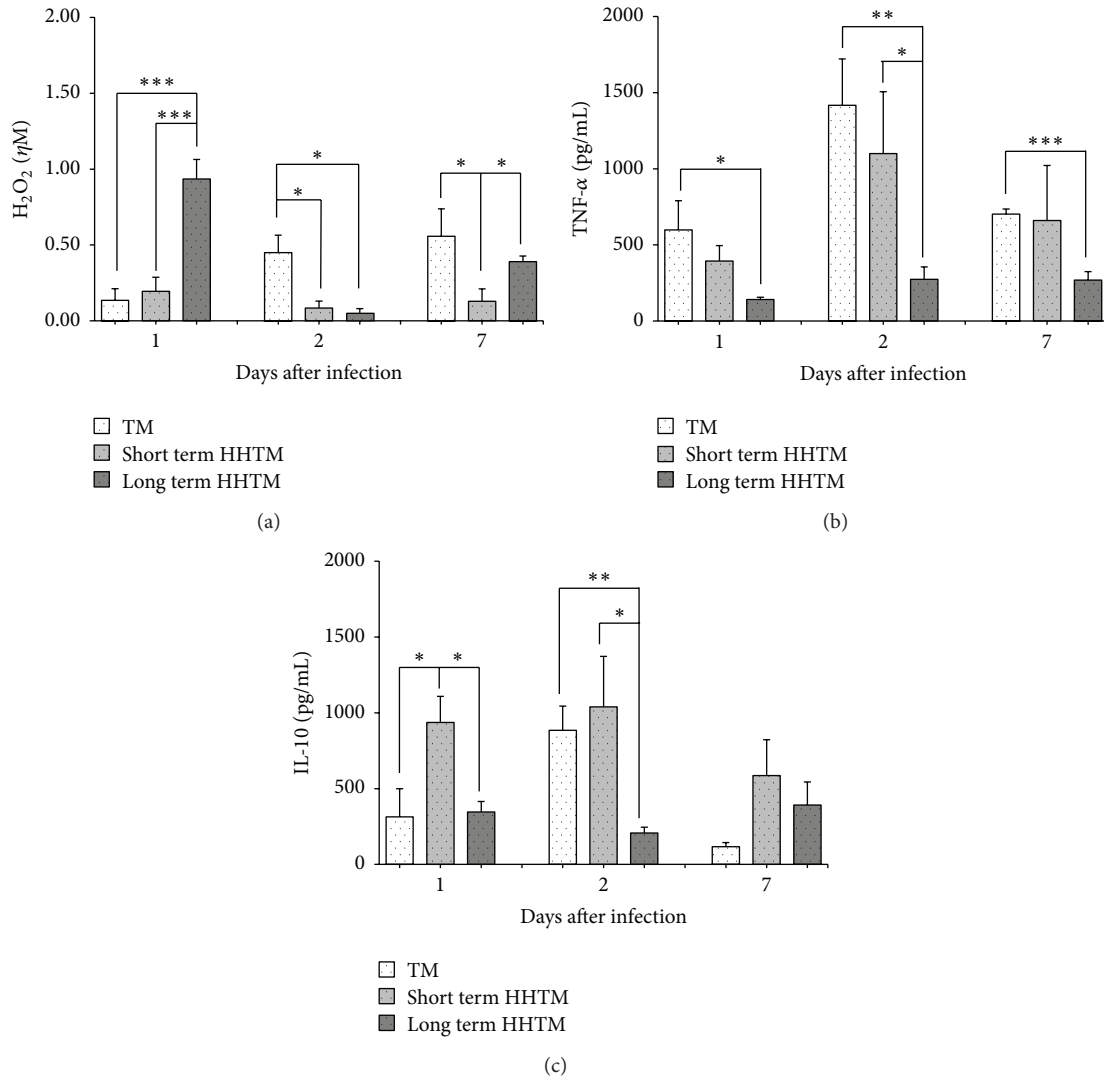 2.00
1.50
1.00
0.50
0.00
H₂O₂ (ηM)
***
***
*
*
* *
1 2 7
Days after infection
TM
Short term HHTM
Long term HHTM
(a)
2000
1500
1000
500
0
TNF-α (pg/mL)
**
*
*
***
1 2 7
Days after infection
TM
Short term HHTM
Long term HHTM
(b)
2000
1500
1000
500
0
IL-10 (pg/mL)
**
*
* *
1 2 7
Days after infection
TM
Short term HHTM
Long term HHTM
(c)